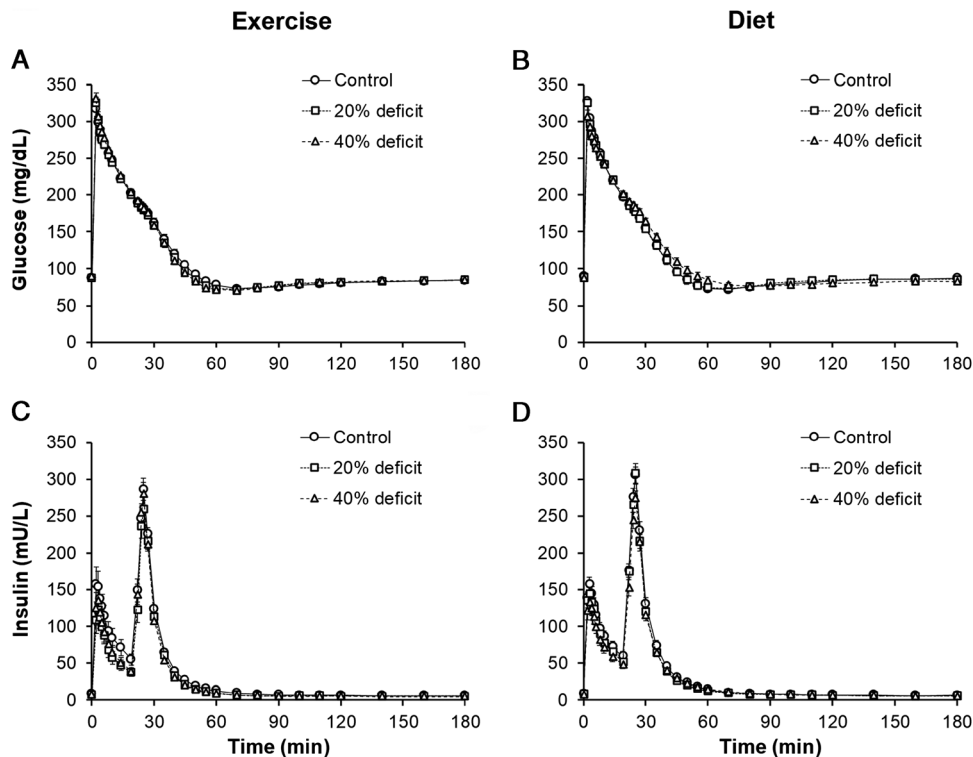 Exercise
Diet
A
B
Control
20% deficit
40% deficit
Control
20% deficit
40% deficit
Glucose (mg/dL)
350
300
250
200
150
100
50
0
350
300
250
200
150
100
50
0
0 30 60 90 120 150 180
0 30 60 90 120 150 180
C
D
Control
20% deficit
40% deficit
Control
20% deficit
40% deficit
Insulin (mU/L)
350
300
250
200
150
100
50
0
350
300
250
200
150
100
50
0
0 30 60 90 120 150 180
0 30 60 90 120 150 180
Time (min)
Time (min)